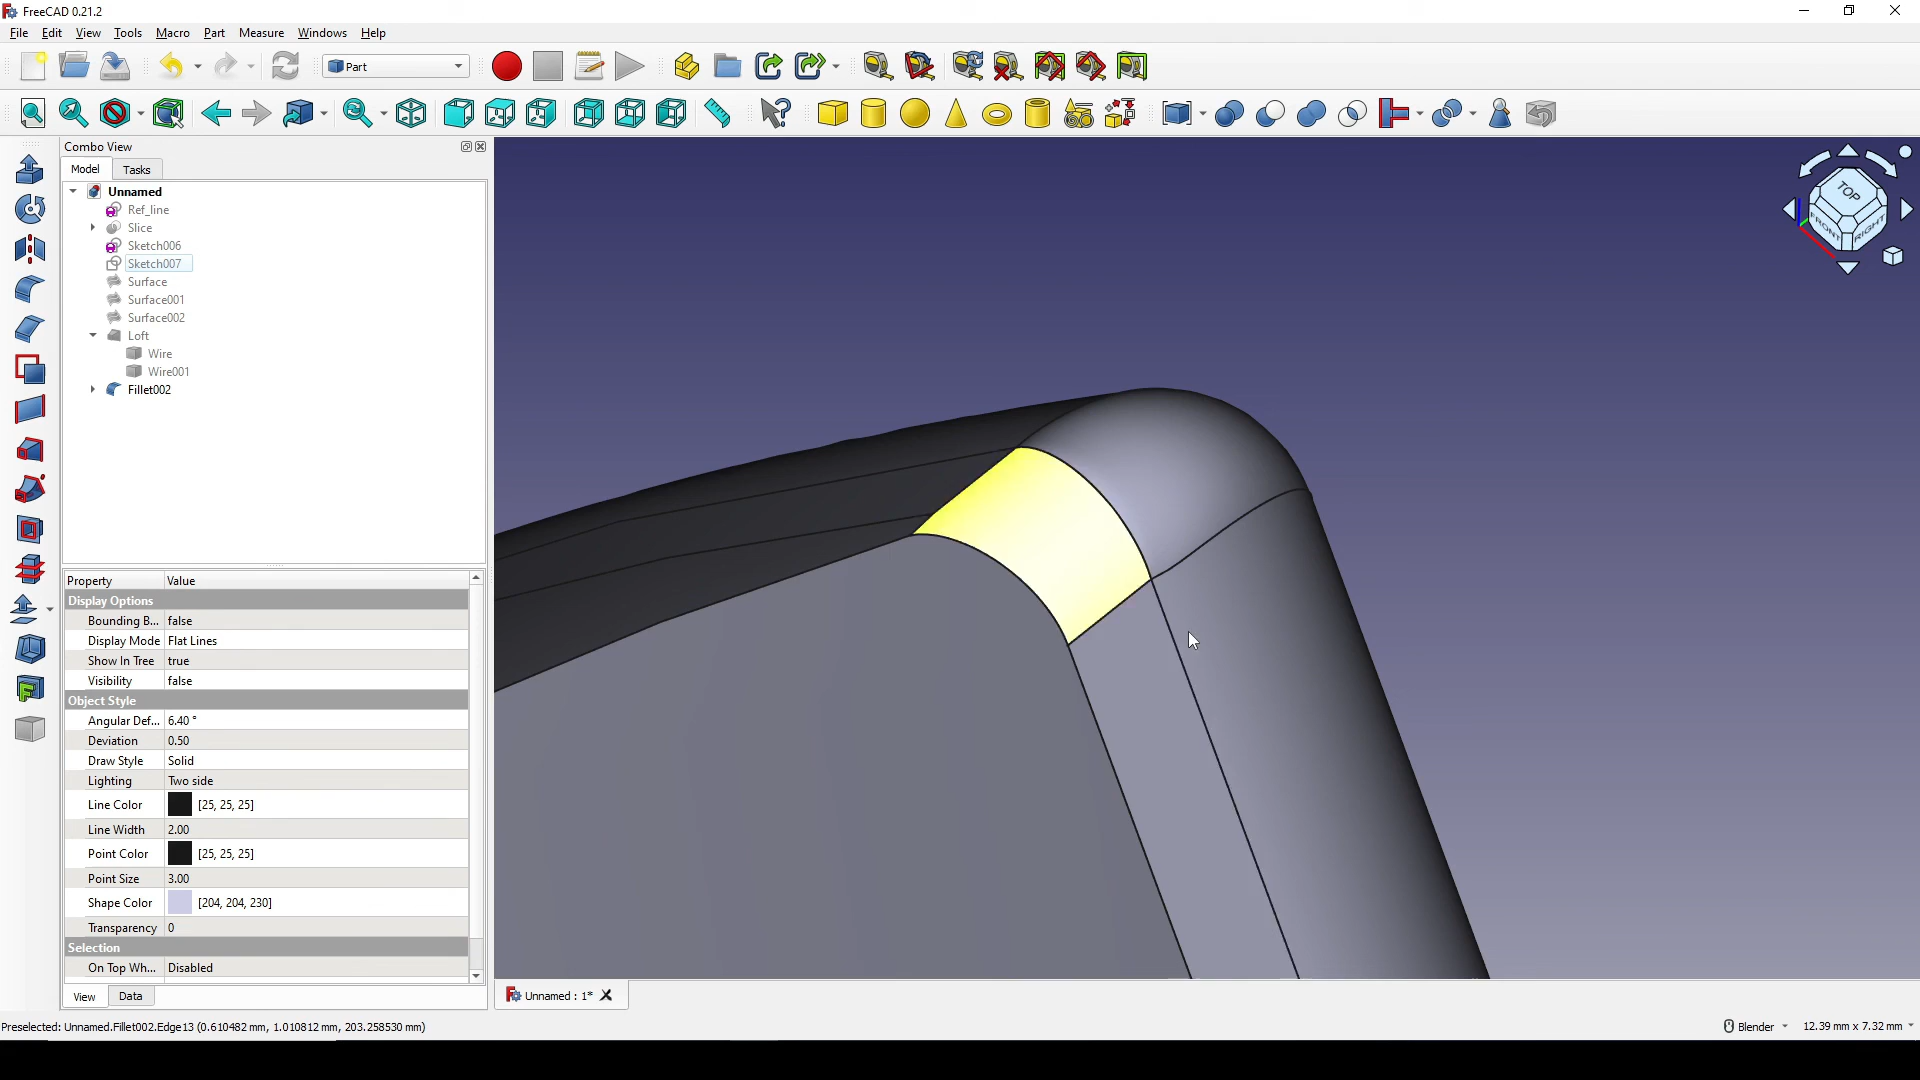 FreeCAD 0.21.2
File Edit View Tools Macro Part Measure Windows Help
Part
Combo View
Model Tasks
Unnamed
Ref_line
Slice
Sketch006
Sketch007
Surface
Surface001
Surface002
Loft
Wire
Wire001
Fillet002
TOP
FRONT
RIGHT
Property Value
Display Options
Bounding B... false
Display Mode Flat Lines
Show In Tree true
Visibility false
Object Style
Angular Def... 6.40 °
Deviation 0.50
Draw Style Solid
Lighting Two side
Line Color [25, 25, 25]
Line Width 2.00
Point Color [25, 25, 25]
Point Size 3.00
Shape Color [204, 204, 230]
Transparency 0
Selection
On Top Wh... Disabled
View Data
Unnamed : 1*
Preselected: Unnamed.Fillet002.Edge13 (0.610482 mm, 1.010812 mm, 203.258530 mm)
Blender 12.39 mm x 7.32 mm